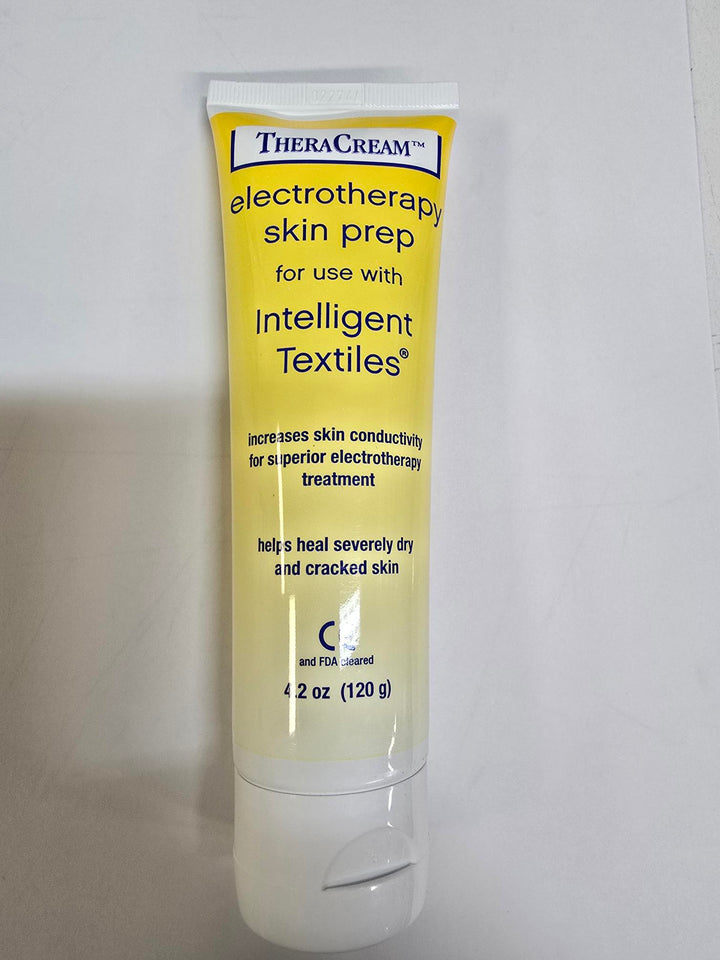 THERACREAM™
electrotherapy
skin prep
for use with
Intelligent
Textiles®
increases skin conductivity
for superior electrotherapy
treatment
helps heal severely dry
and cracked skin
CE
and FDA cleared
4.2 oz (120 g)